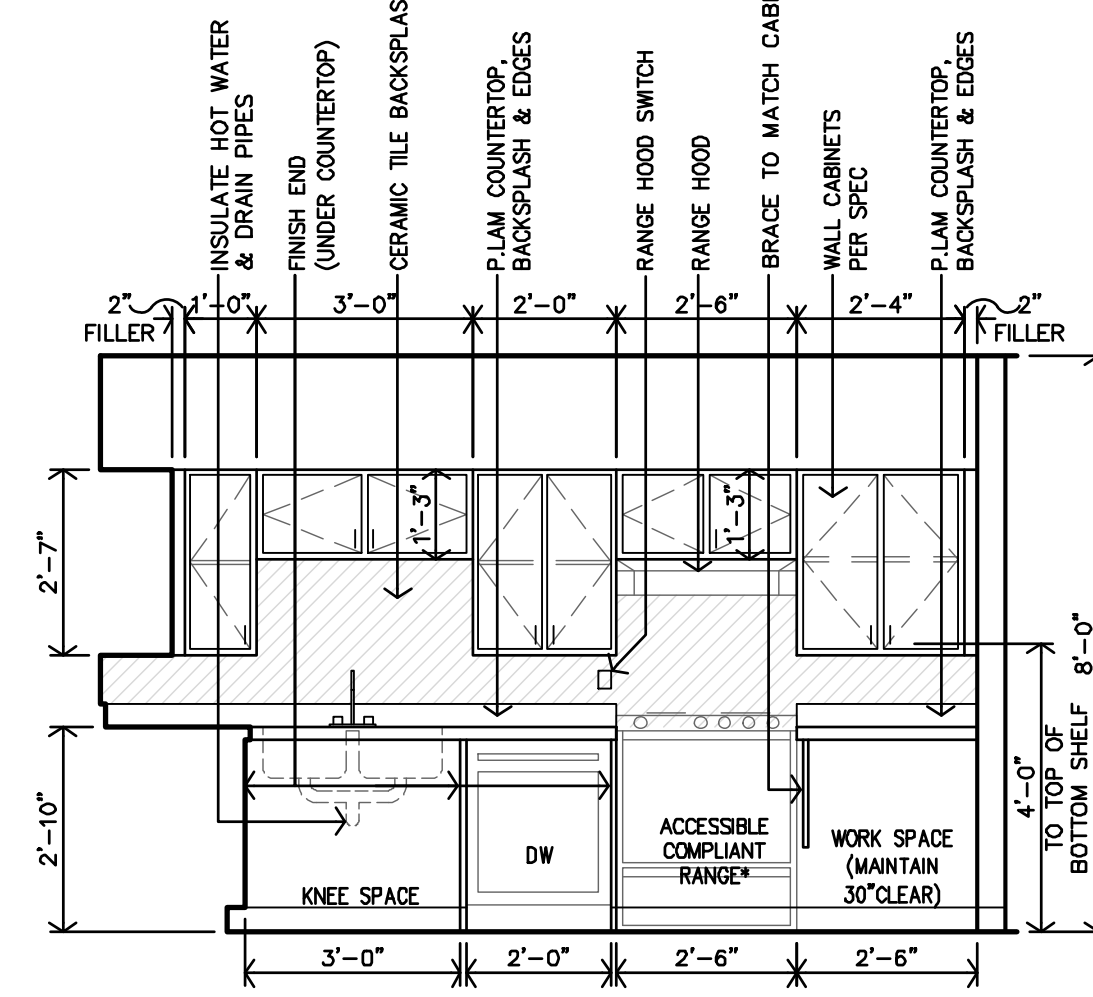 INSULATE HOT WATER
& DRAIN PIPES
FINISH END
(UNDER COUNTERTOP)
CERAMIC TILE
P.LAM COUNTERTOP,
BACKSPLASH & EDGES
RANGE HOOD SWITCH
RANGE HOOD
BRACE TO MATCH
WALL CABINETS
PER SPEC
P.LAM COUNTERTOP,
BACKSPLASH & EDGES
2"
FILLER
1'-0"
3'-0"
2'-0"
2'-6"
2'-4"
2"
FILLER
1'-3"
1'-3"
2'-7"
8'-0"
2'-10"
4'-0"
TO TOP OF
BOTTOM SHELF
KNEE SPACE
DW
ACCESSIBLE
COMPLIANT
RANGE*
WORK SPACE
(MAINTAIN
30"CLEAR)
3'-0"
2'-0"
2'-6"
2'-6"